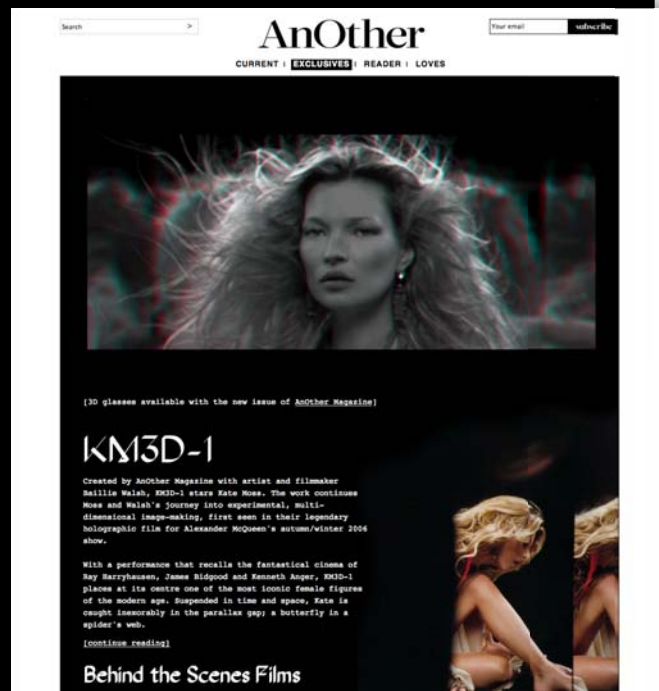 Search >
AnOther
Your email subscribe
CURRENT | EXCLUSIVES | READER | LOVES
[3D glasses available with the new issue of AnOther Magazine]
KM3D-1
Created by AnOther Magazine with artist and filmmaker
Baillie Walsh, KM3D-1 stars Kate Moss. The work continues
Moss and Walsh's journey into experimental, multi-
dimensional image-making, first seen in their legendary
holographic film for Alexander McQueen's autumn/winter 2006
show.
With a performance that recalls the fantastical cinema of
Ray Harryhausen, James Bidgood and Kenneth Anger, KM3D-1
places at its centre one of the most iconic female figures
of the modern age. Suspended in time and space, Kate is
caught inexorably in the parallax gap; a butterfly in a
spider's web.
[continue reading]
Behind the Scenes Films